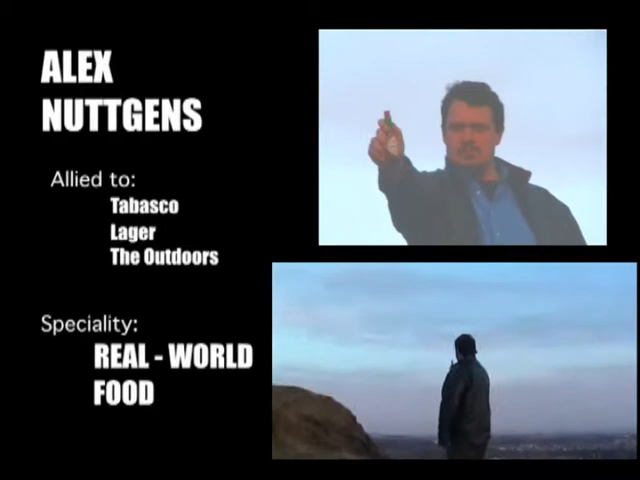 ALEX
NUTTGENS
Allied to:
Tabasco
Lager
The Outdoors
Speciality:
REAL - WORLD
FOOD